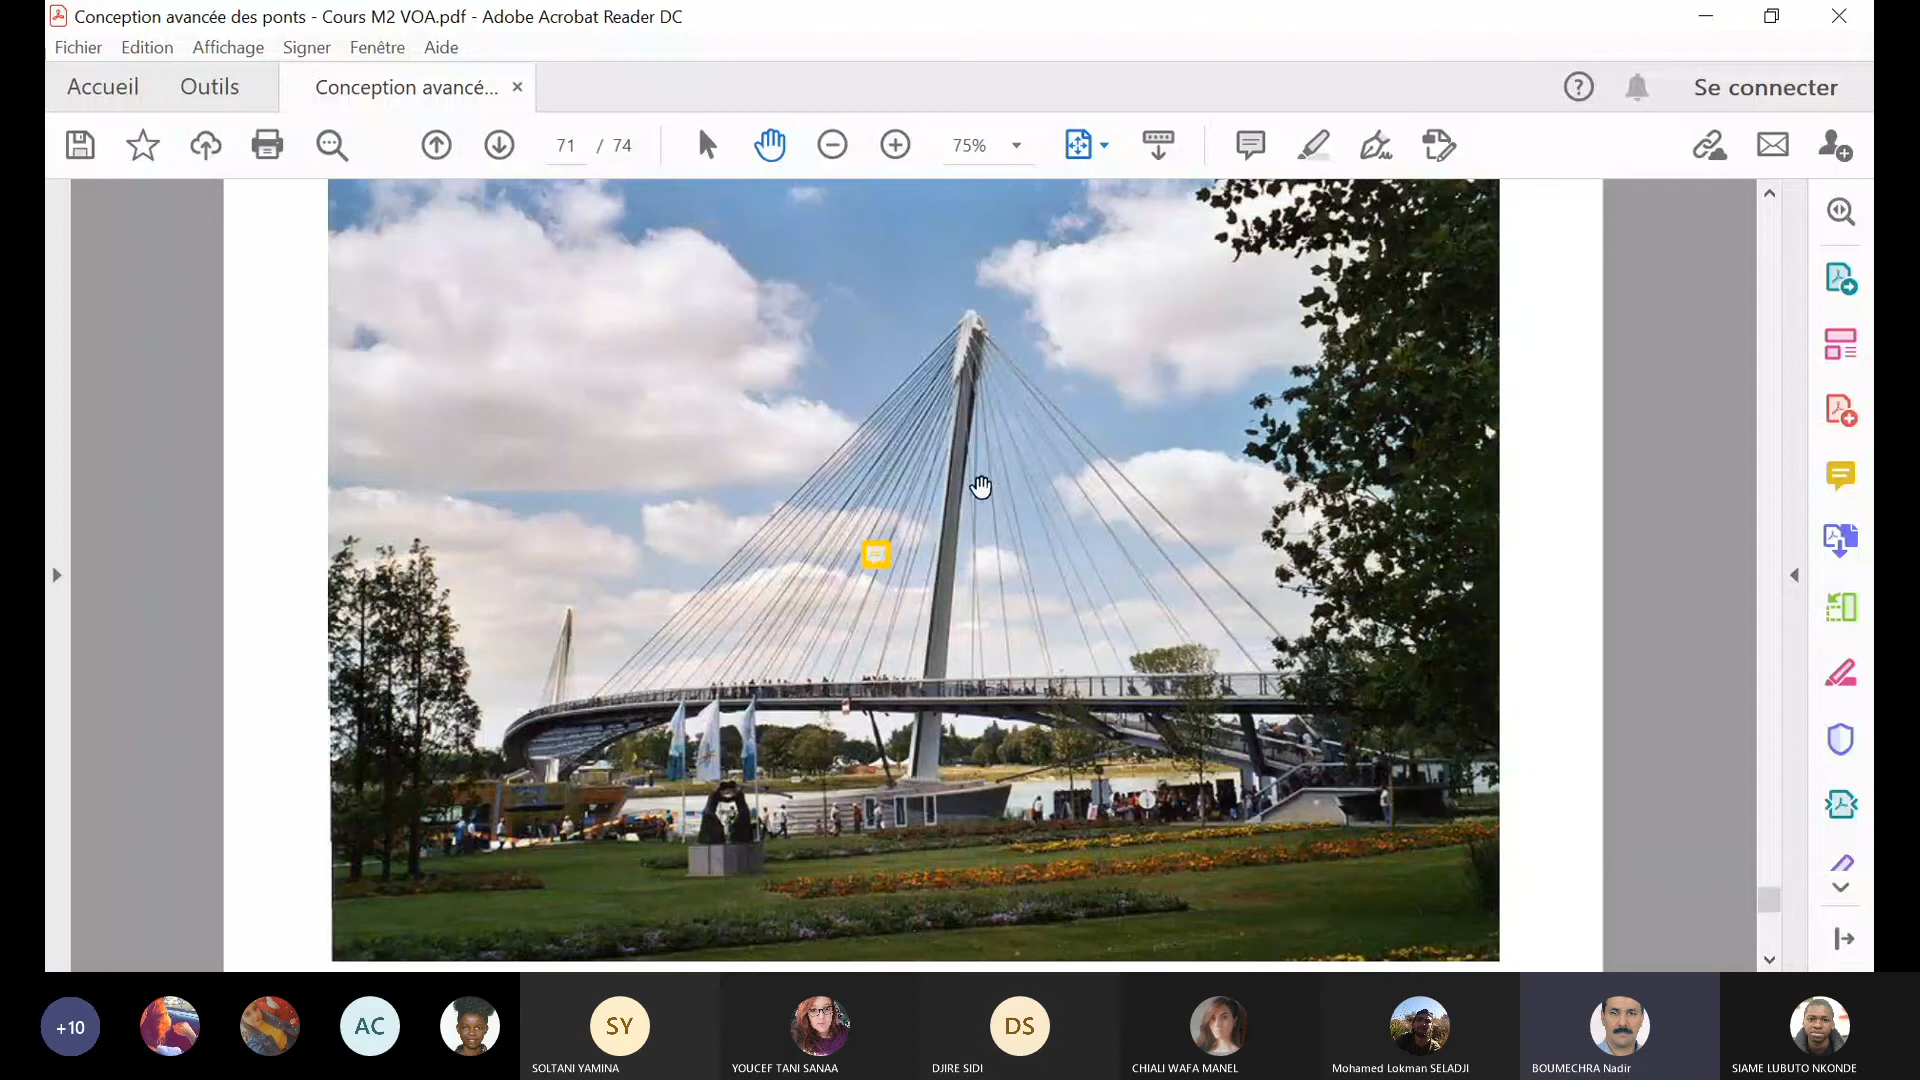 Conception avancée des ponts - Cours M2 VOA.pdf - Adobe Acrobat Reader DC
Fichier Edition Affichage Signer Fenêtre Aide
Accueil Outils Conception avancé... Se connecter
71 / 74 75%
+10 AC SY DS
SOLTANI YAMINA YOUCEF TANI SANAA DJIRE SIDI CHIALI WAFA MANEL Mohamed Lokman SELADJI BOUMECHRA Nadir SIAME LUBUTO NKONDE